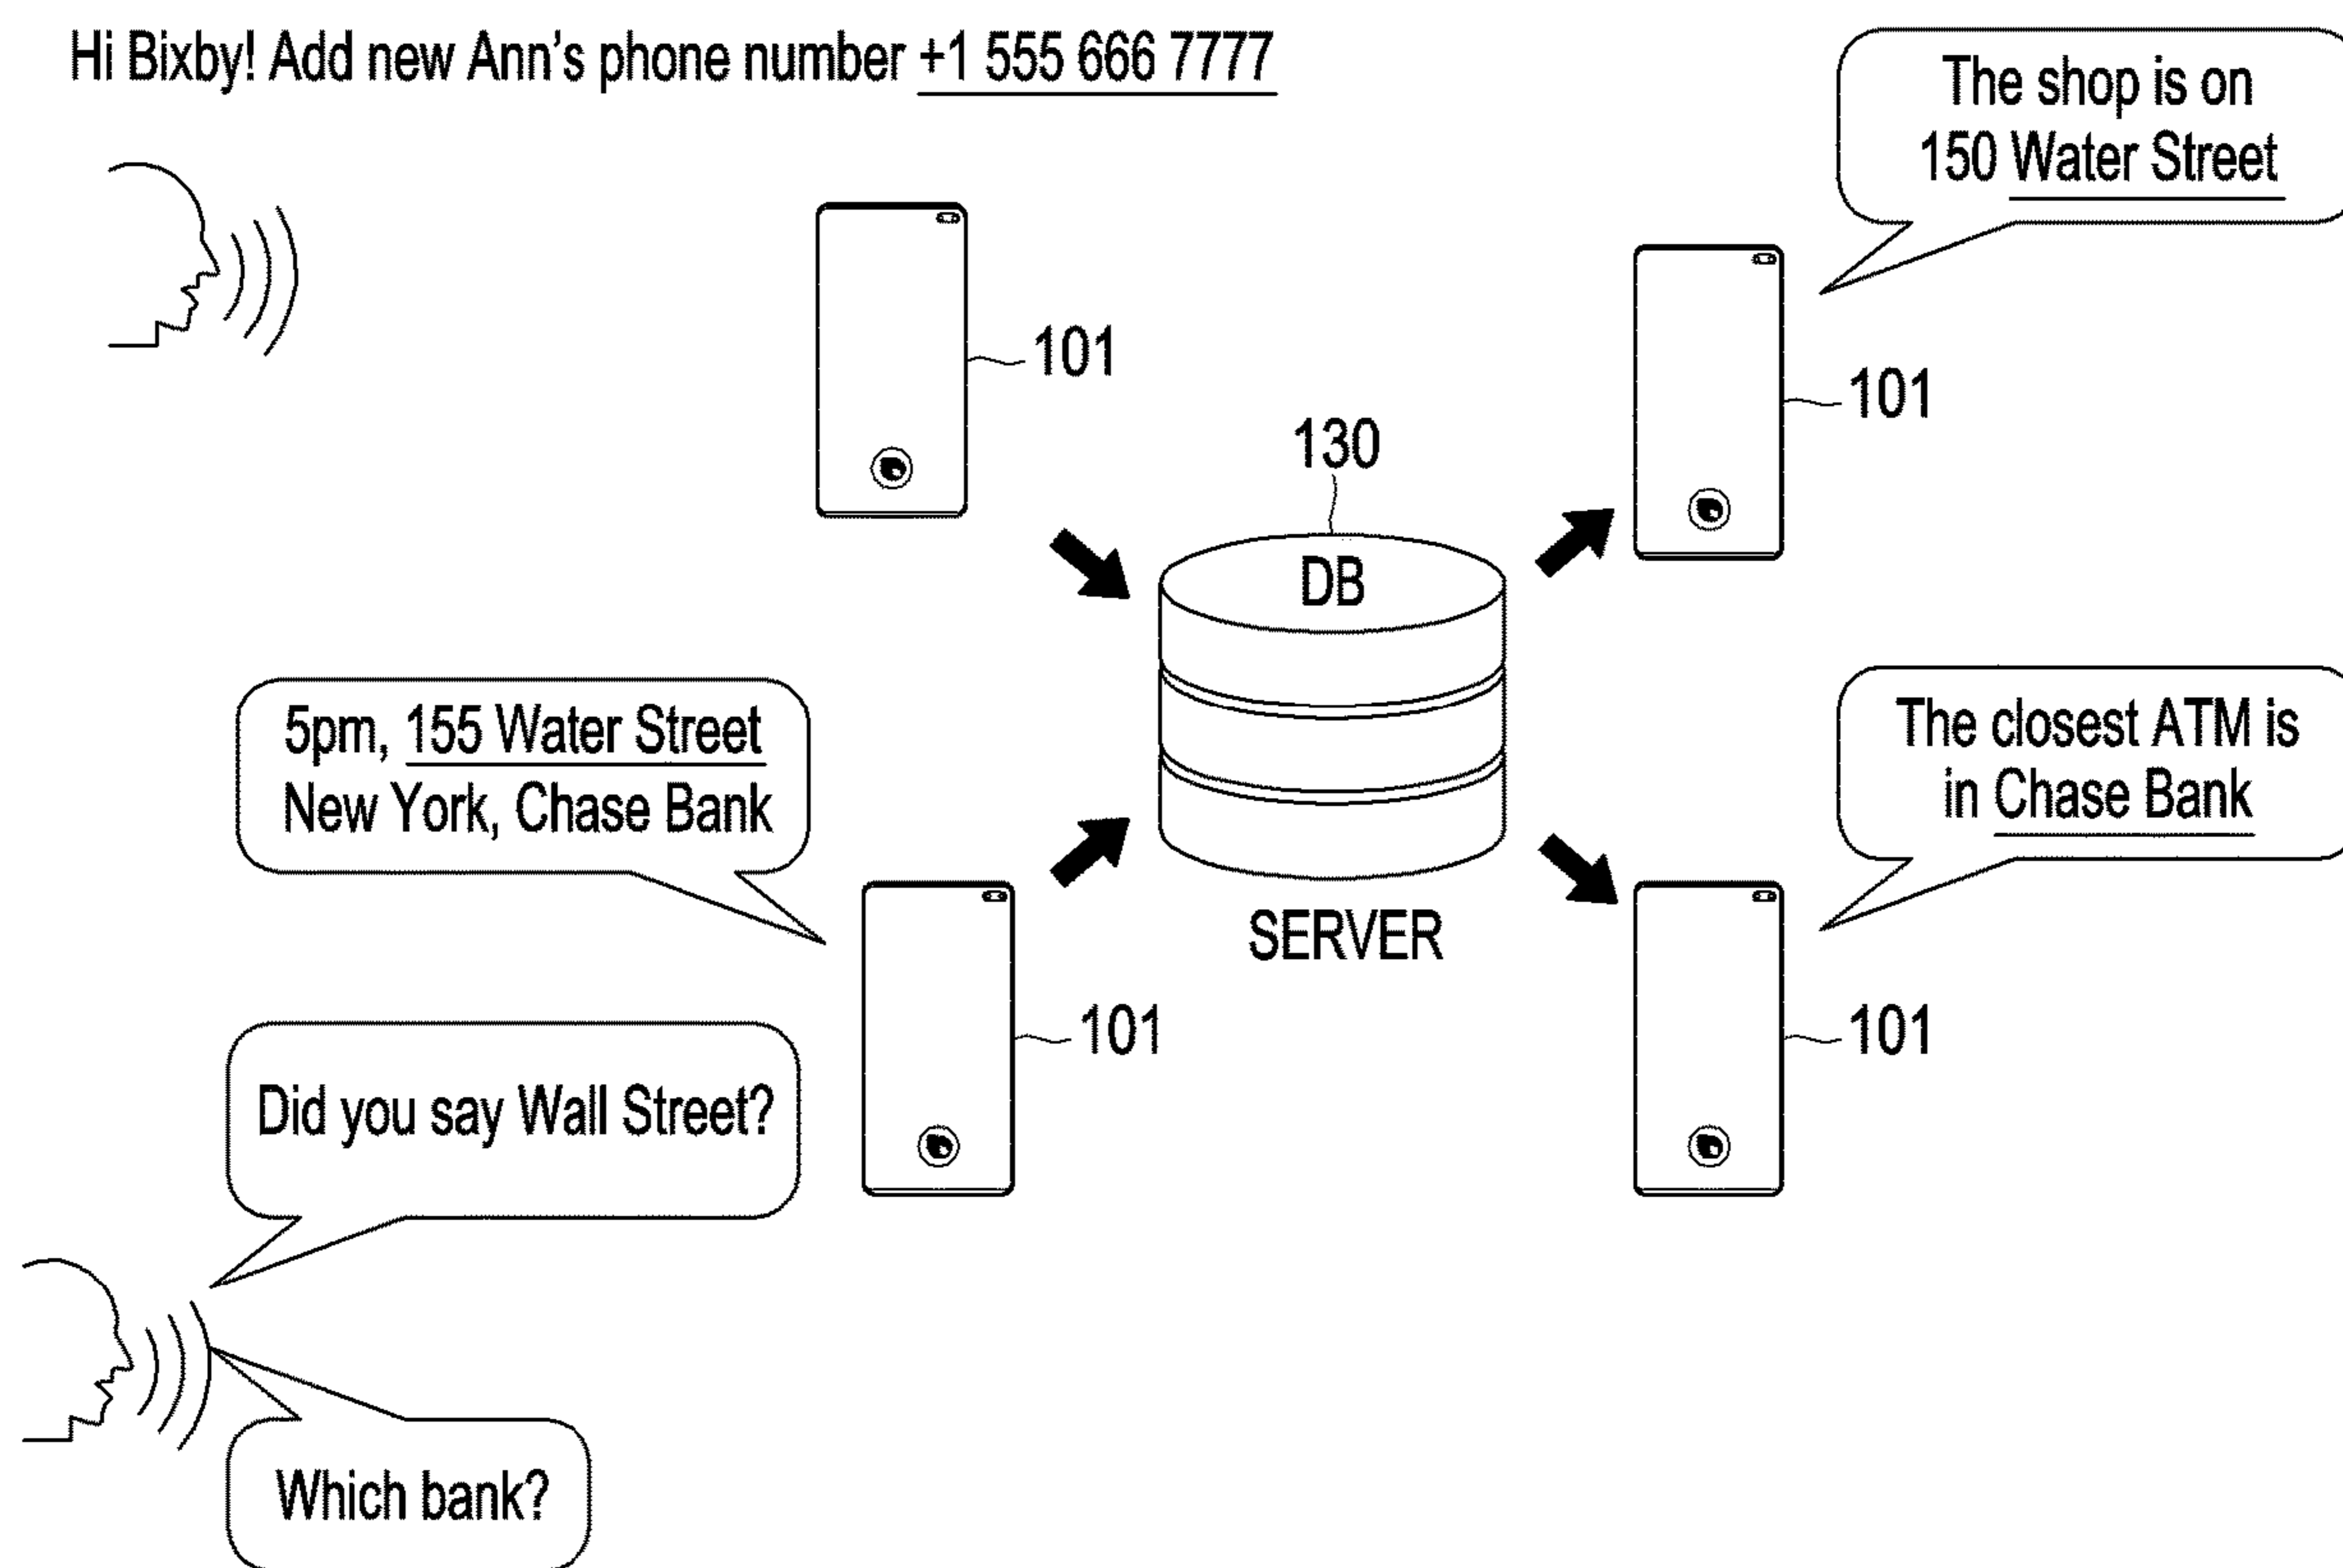 Hi Bixby! Add new Ann's phone number +1 555 666 7777
The shop is on
150 Water Street
101
101
130
DB
5pm, 155 Water Street
New York, Chase Bank
The closest ATM is
in Chase Bank
SERVER
101
101
Did you say Wall Street?
Which bank?